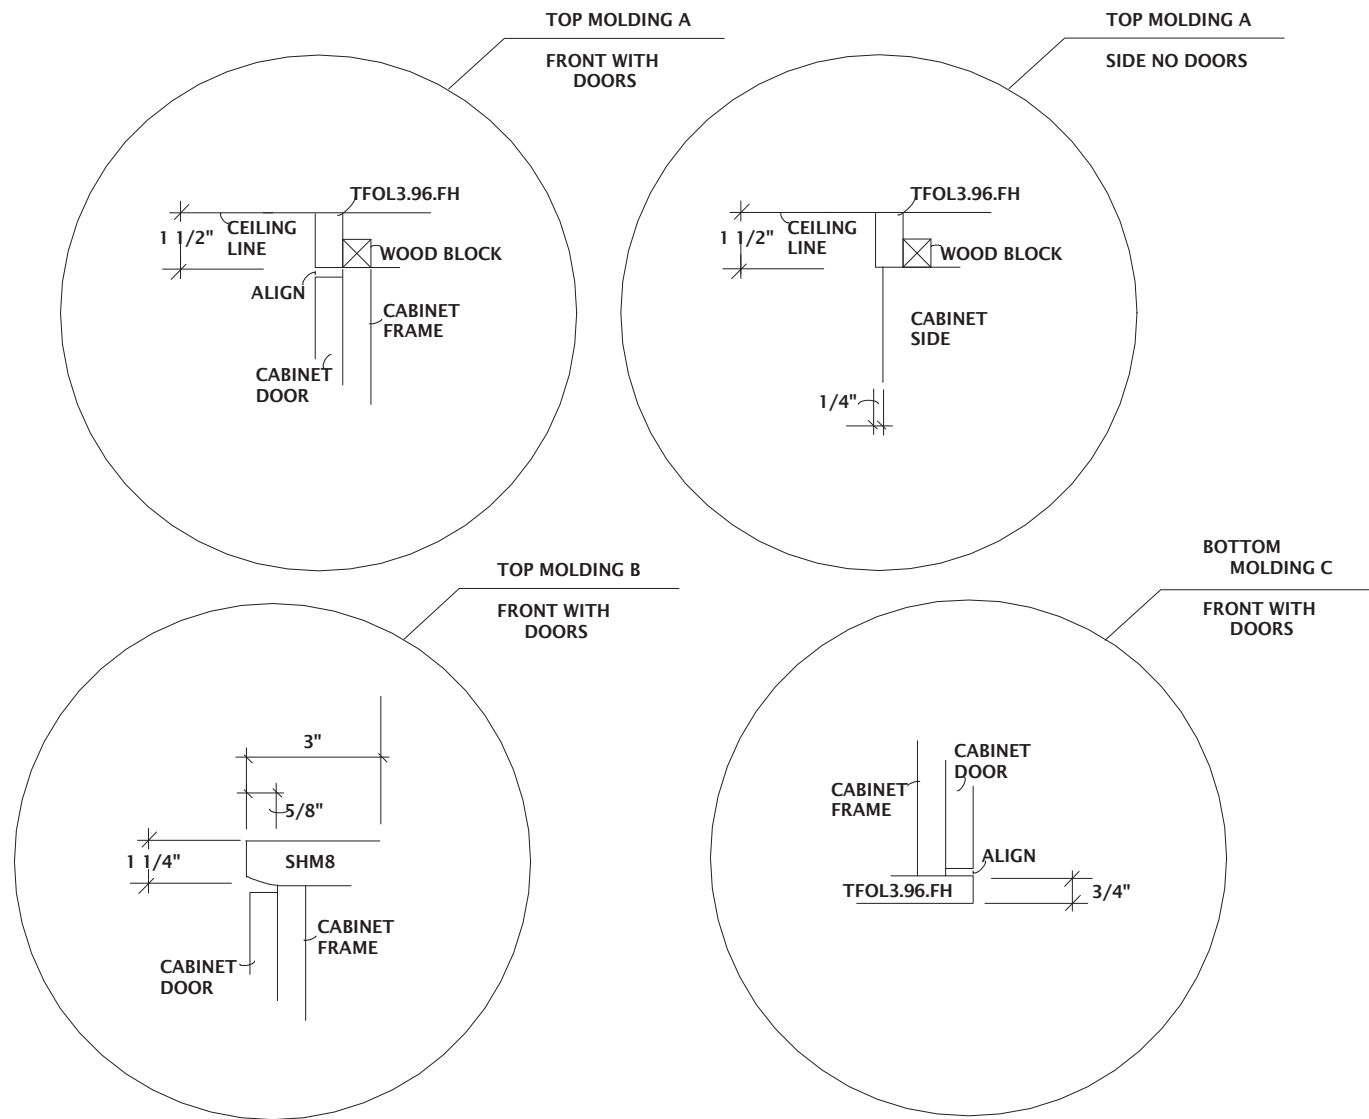 TOP MOLDING A
FRONT WITH
DOORS
TFOL3.96.FH
CEILING
LINE
1 1/2"
WOOD BLOCK
ALIGN
CABINET
FRAME
CABINET
DOOR
TOP MOLDING A
SIDE NO DOORS
TFOL3.96.FH
CEILING
LINE
1 1/2"
WOOD BLOCK
CABINET
SIDE
1/4"
TOP MOLDING B
FRONT WITH
DOORS
3"
5/8"
1 1/4"
SHM8
CABINET
FRAME
CABINET
DOOR
BOTTOM
MOLDING C
FRONT WITH
DOORS
CABINET
DOOR
CABINET
FRAME
ALIGN
TFOL3.96.FH
3/4"